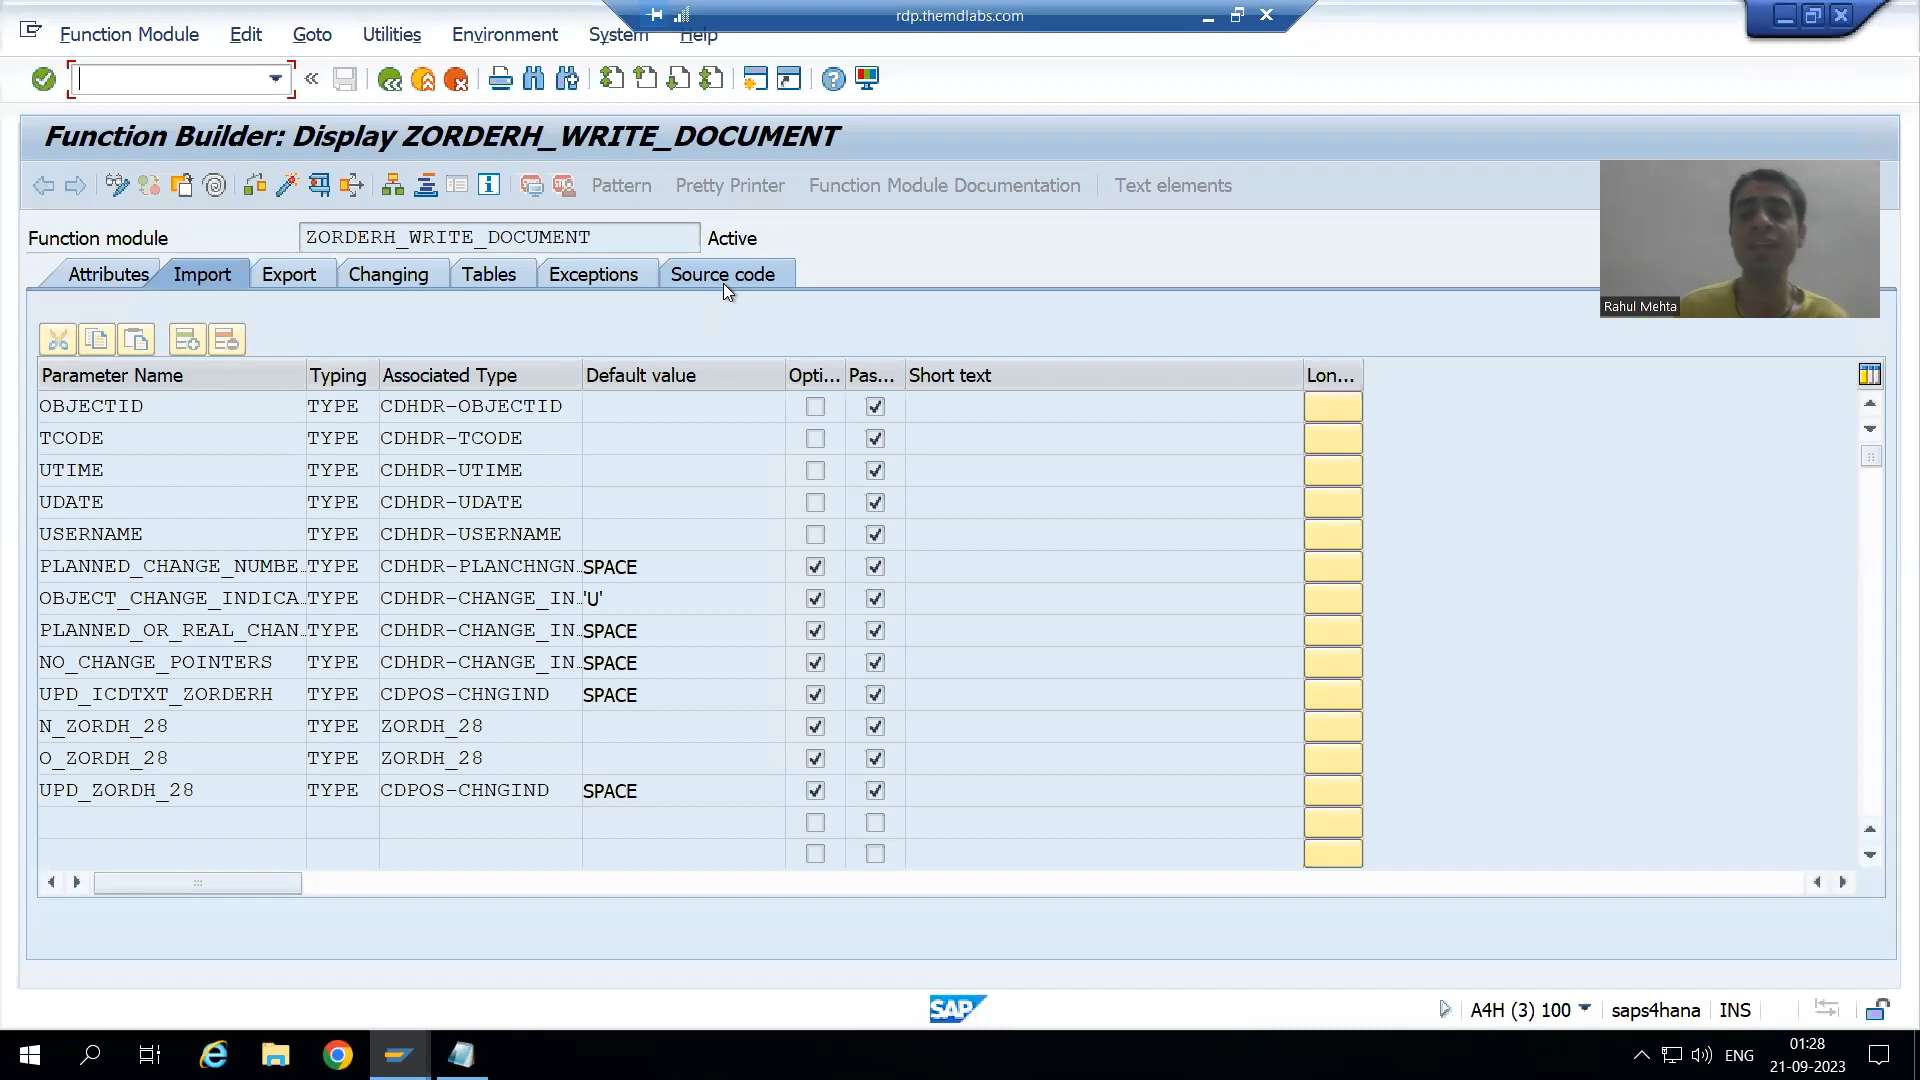 rdp.themdlabs.com
Function Module Edit Goto Utilities Environment System Help
Function Builder: Display ZORDERH_WRITE_DOCUMENT
Pattern Pretty Printer Function Module Documentation Text elements
Function module ZORDERH_WRITE_DOCUMENT Active
Attributes Import Export Changing Tables Exceptions Source code
Rahul Mehta
Parameter Name Typing Associated Type Default value Opti... Pas... Short text Lon...
OBJECTID TYPE CDHDR-OBJECTID
TCODE TYPE CDHDR-TCODE
UTIME TYPE CDHDR-UTIME
UDATE TYPE CDHDR-UDATE
USERNAME TYPE CDHDR-USERNAME
PLANNED_CHANGE_NUMBE… TYPE CDHDR-PLANCHNGN… SPACE
OBJECT_CHANGE_INDICA… TYPE CDHDR-CHANGE_IN… 'U'
PLANNED_OR_REAL_CHAN… TYPE CDHDR-CHANGE_IN… SPACE
NO_CHANGE_POINTERS TYPE CDHDR-CHANGE_IN… SPACE
UPD_ICDTXT_ZORDERH TYPE CDPOS-CHNGIND SPACE
N_ZORDH_28 TYPE ZORDH_28
O_ZORDH_28 TYPE ZORDH_28
UPD_ZORDH_28 TYPE CDPOS-CHNGIND SPACE
SAP A4H (3) 100 saps4hana INS
ENG 01:28
21-09-2023